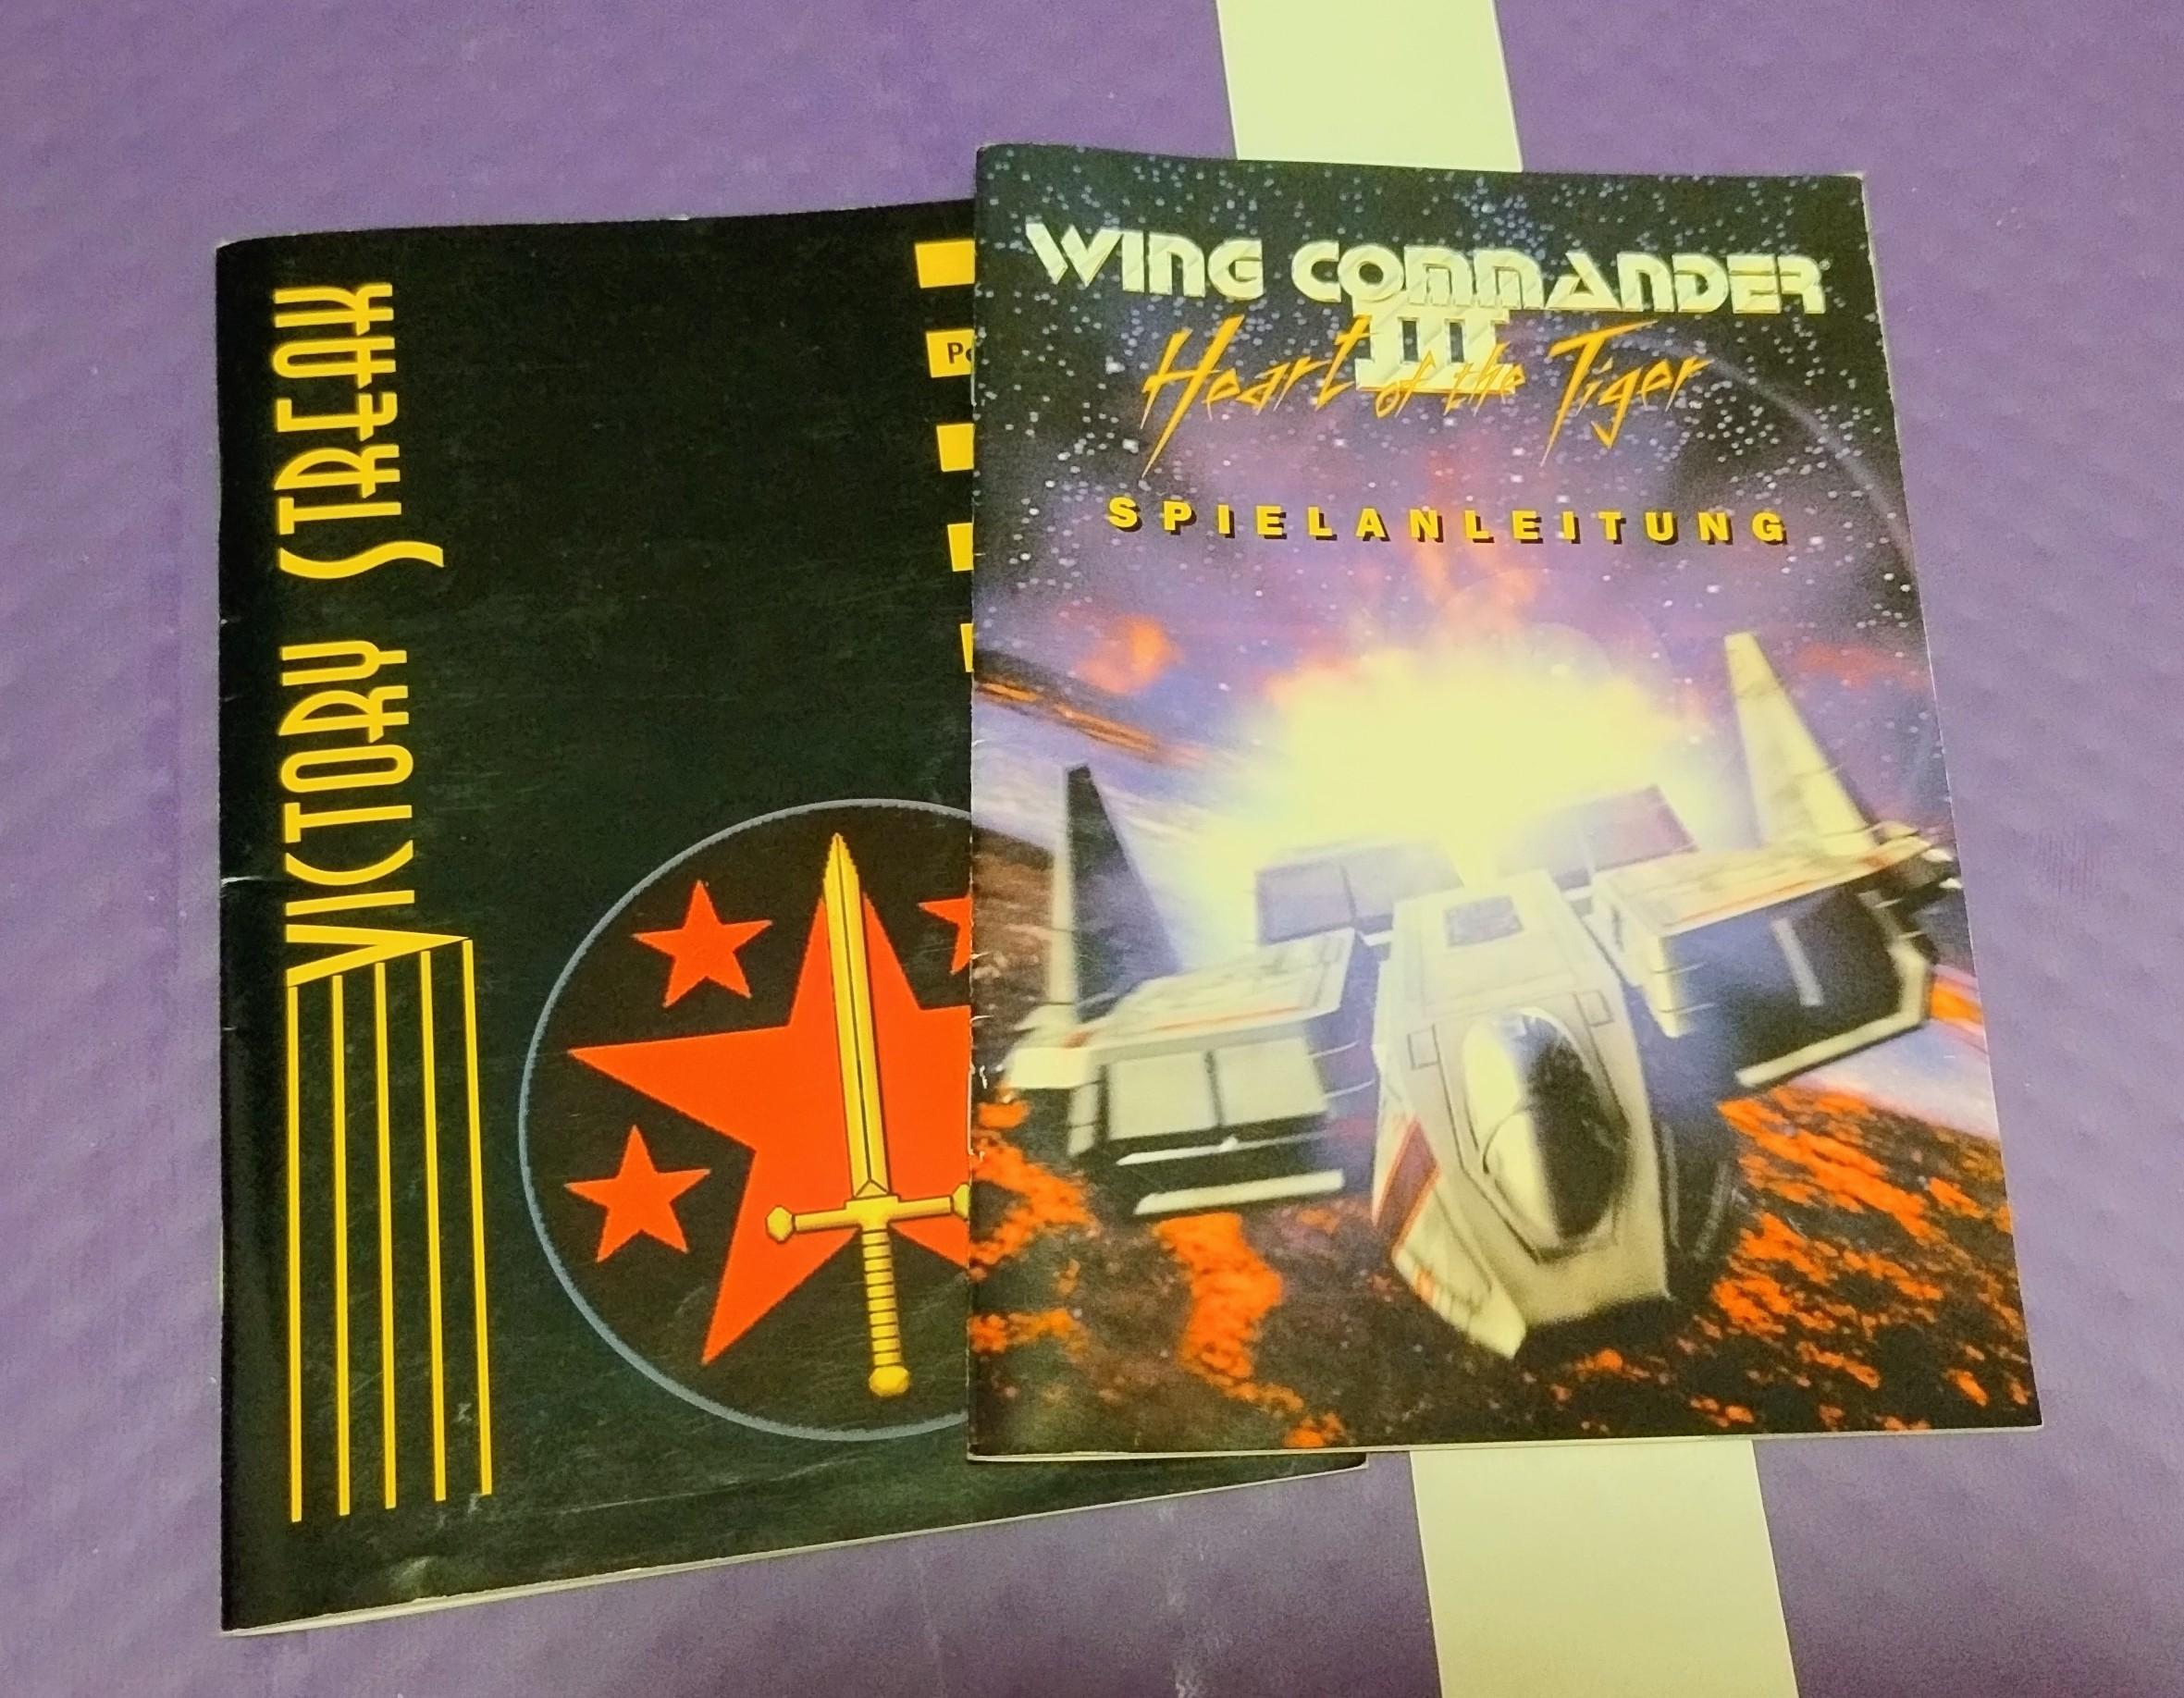 VICTORY STREAK
WING COMMANDER
III
Heart of the Tiger
SPIELANLEITUNG